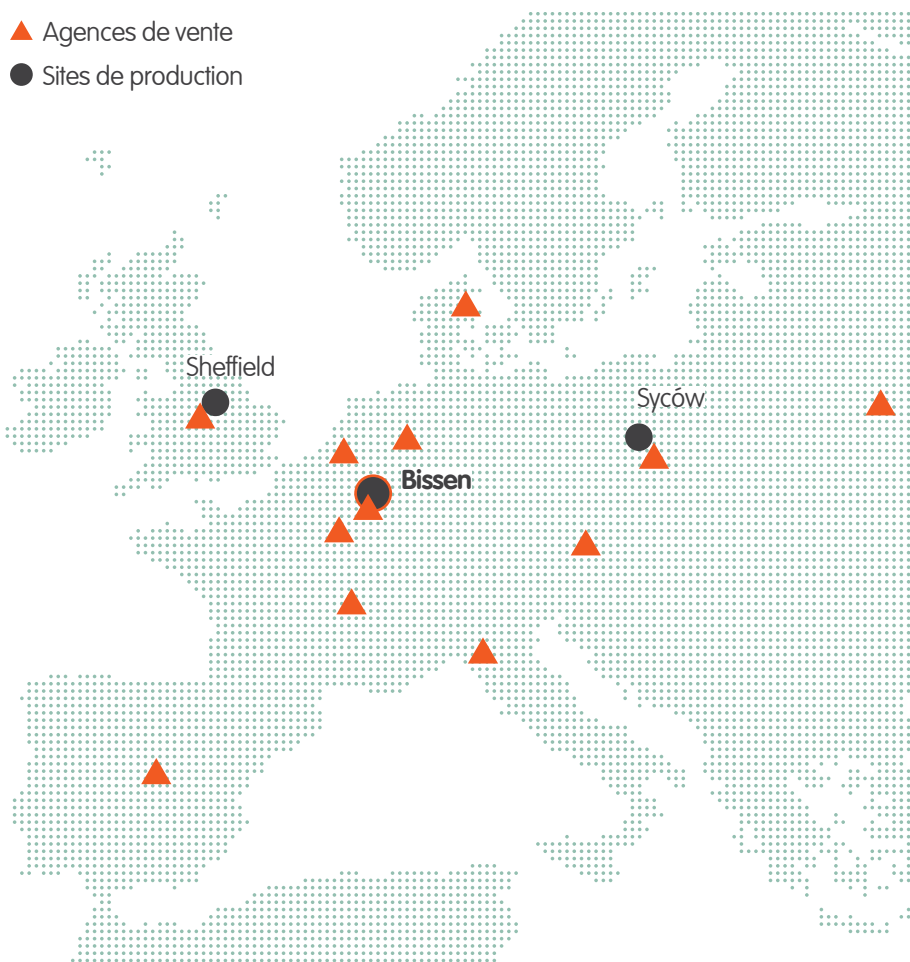 Agences de vente
Sites de production
Sheffield
Syców
Bissen